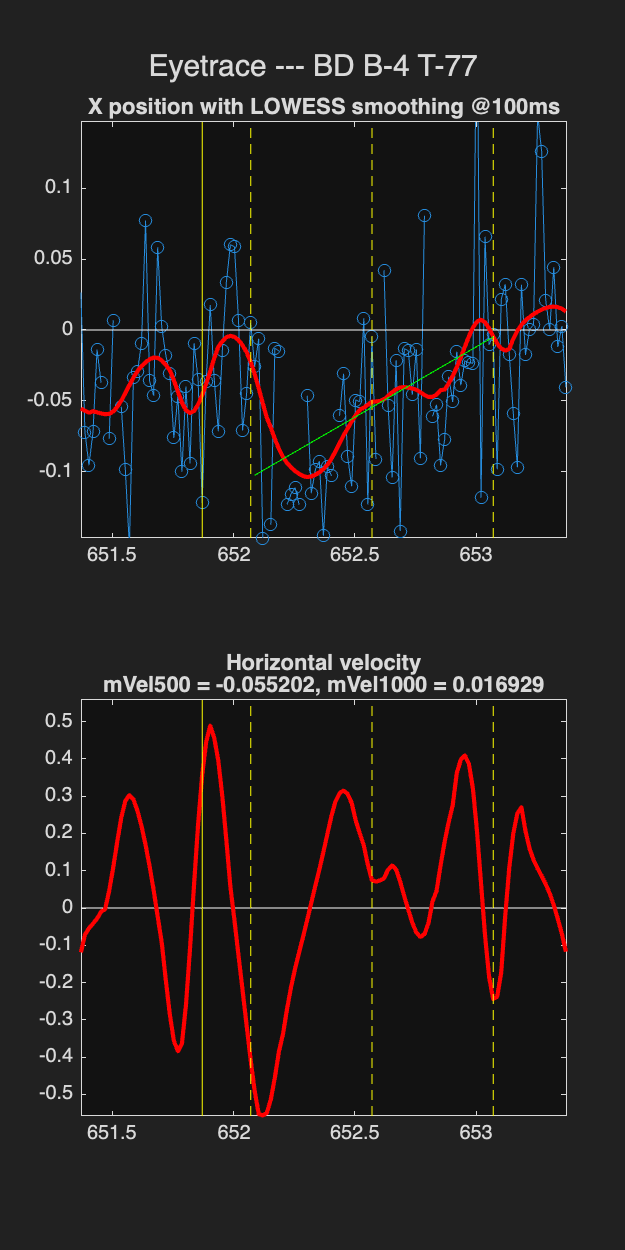 Eyetrace --- BD B-4 T-77
X position with LOWESS smoothing @100ms
0.1
0.05
0
-0.05
-0.1
651.5 652 652.5 653
Horizontal velocity
mVel500 = -0.055202, mVel1000 = 0.016929
0.5
0.4
0.3
0.2
0.1
0
-0.1
-0.2
-0.3
-0.4
-0.5
651.5 652 652.5 653